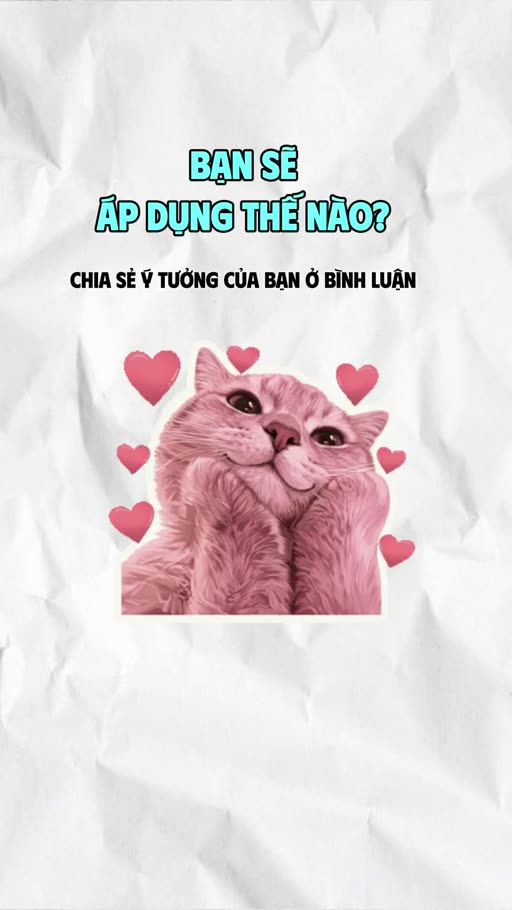 BẠN SẼ
ÁP DỤNG THẾ NÀO?
CHIA SẺ Ý TƯỞNG CỦA BẠN Ở BÌNH LUẬN